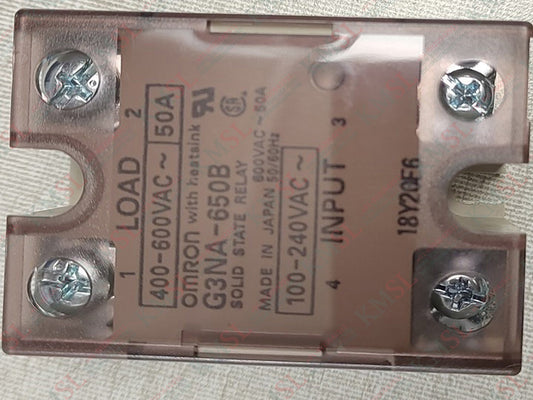 1 LOAD 2
400-600VAC~ 50A
omron with heatsink
G3NA-650B
SOLID STATE RELAY
600VAC~50A
MADE IN JAPAN 50/60Hz
100-240VAC~
4 INPUT 3
18Y20F6